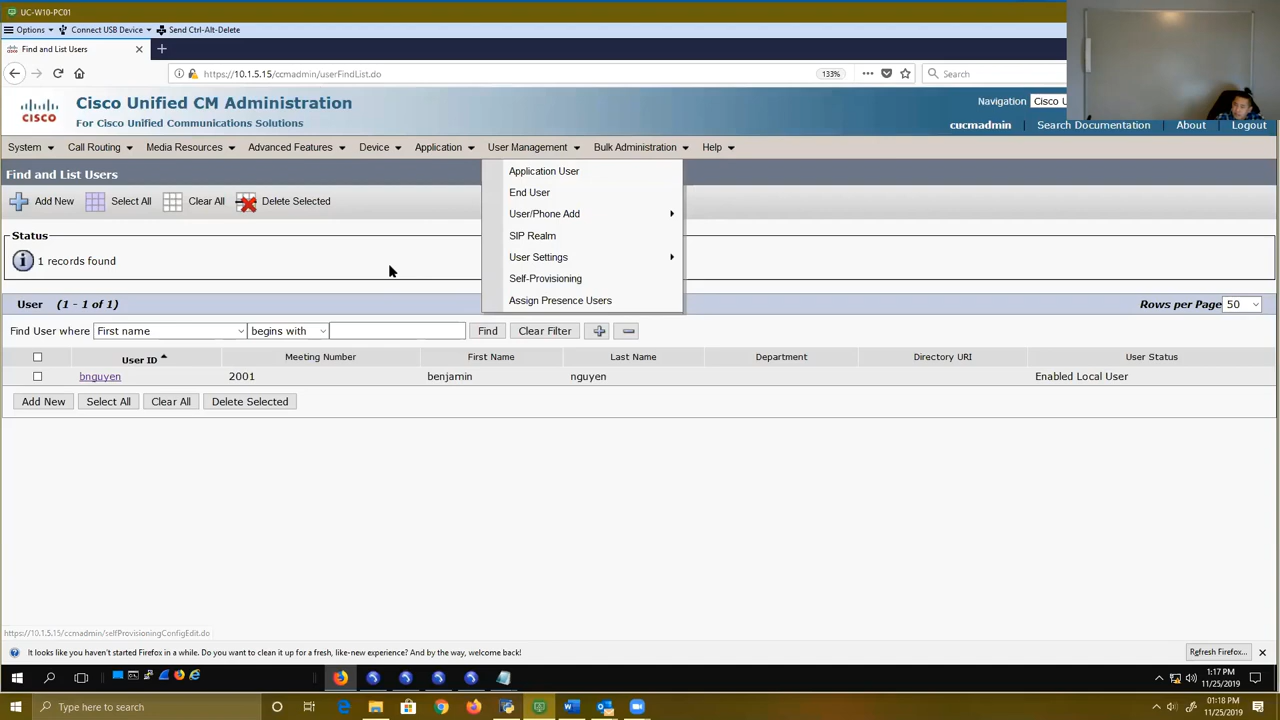 UC-W10-PC01
Options Connect USB Device Send Ctrl-Alt-Delete
Find and List Users
https://10.1.5.15/ccmadmin/userFindList.do 133% Search
CISCO
Cisco Unified CM Administration
For Cisco Unified Communications Solutions
Navigation Cisco U
cucmadmin Search Documentation About Logout
System Call Routing Media Resources Advanced Features Device Application User Management Bulk Administration Help
Find and List Users
Application User
End User
User/Phone Add
SIP Realm
User Settings
Self-Provisioning
Assign Presence Users
Add New Select All Clear All Delete Selected
Status
1 records found
User (1 - 1 of 1) Rows per Page 50
Find User where First name begins with Find Clear Filter
User ID Meeting Number First Name Last Name Department Directory URI User Status
bnguyen 2001 benjamin nguyen Enabled Local User
Add New Select All Clear All Delete Selected
https://10.1.5.15/ccmadmin/selfProvisioningConfigEdit.do
It looks like you haven't started Firefox in a while. Do you want to clean it up for a fresh, like-new experience? And by the way, welcome back! Refresh Firefox...
1:17 PM
11/25/2019
Type here to search
01:18 PM
11/25/2019